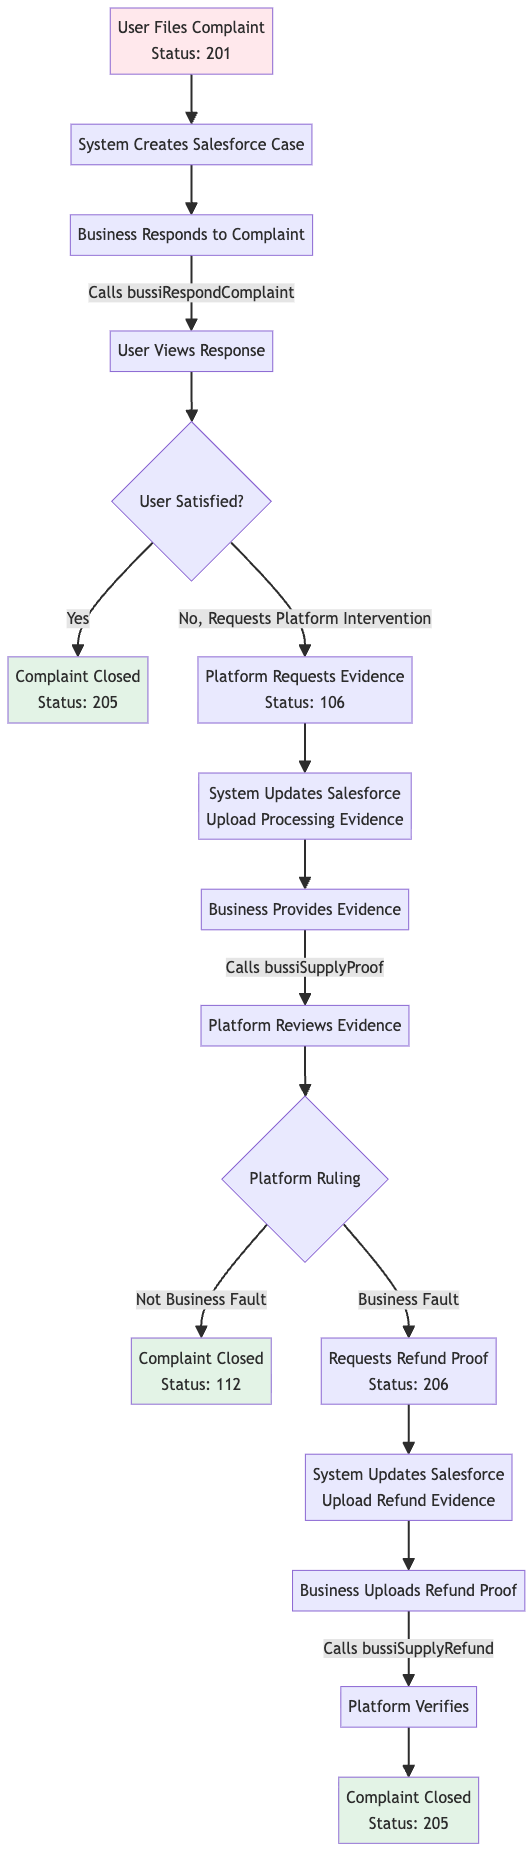 User Files Complaint
Status: 201
System Creates Salesforce Case
Business Responds to Complaint
Calls bussiRespondComplaint
User Views Response
User Satisfied?
Yes
No, Requests Platform Intervention
Complaint Closed
Status: 205
Platform Requests Evidence
Status: 106
System Updates Salesforce
Upload Processing Evidence
Business Provides Evidence
Calls bussiSupplyProof
Platform Reviews Evidence
Platform Ruling
Not Business Fault
Business Fault
Complaint Closed
Status: 112
Requests Refund Proof
Status: 206
System Updates Salesforce
Upload Refund Evidence
Business Uploads Refund Proof
Calls bussiSupplyRefund
Platform Verifies
Complaint Closed
Status: 205